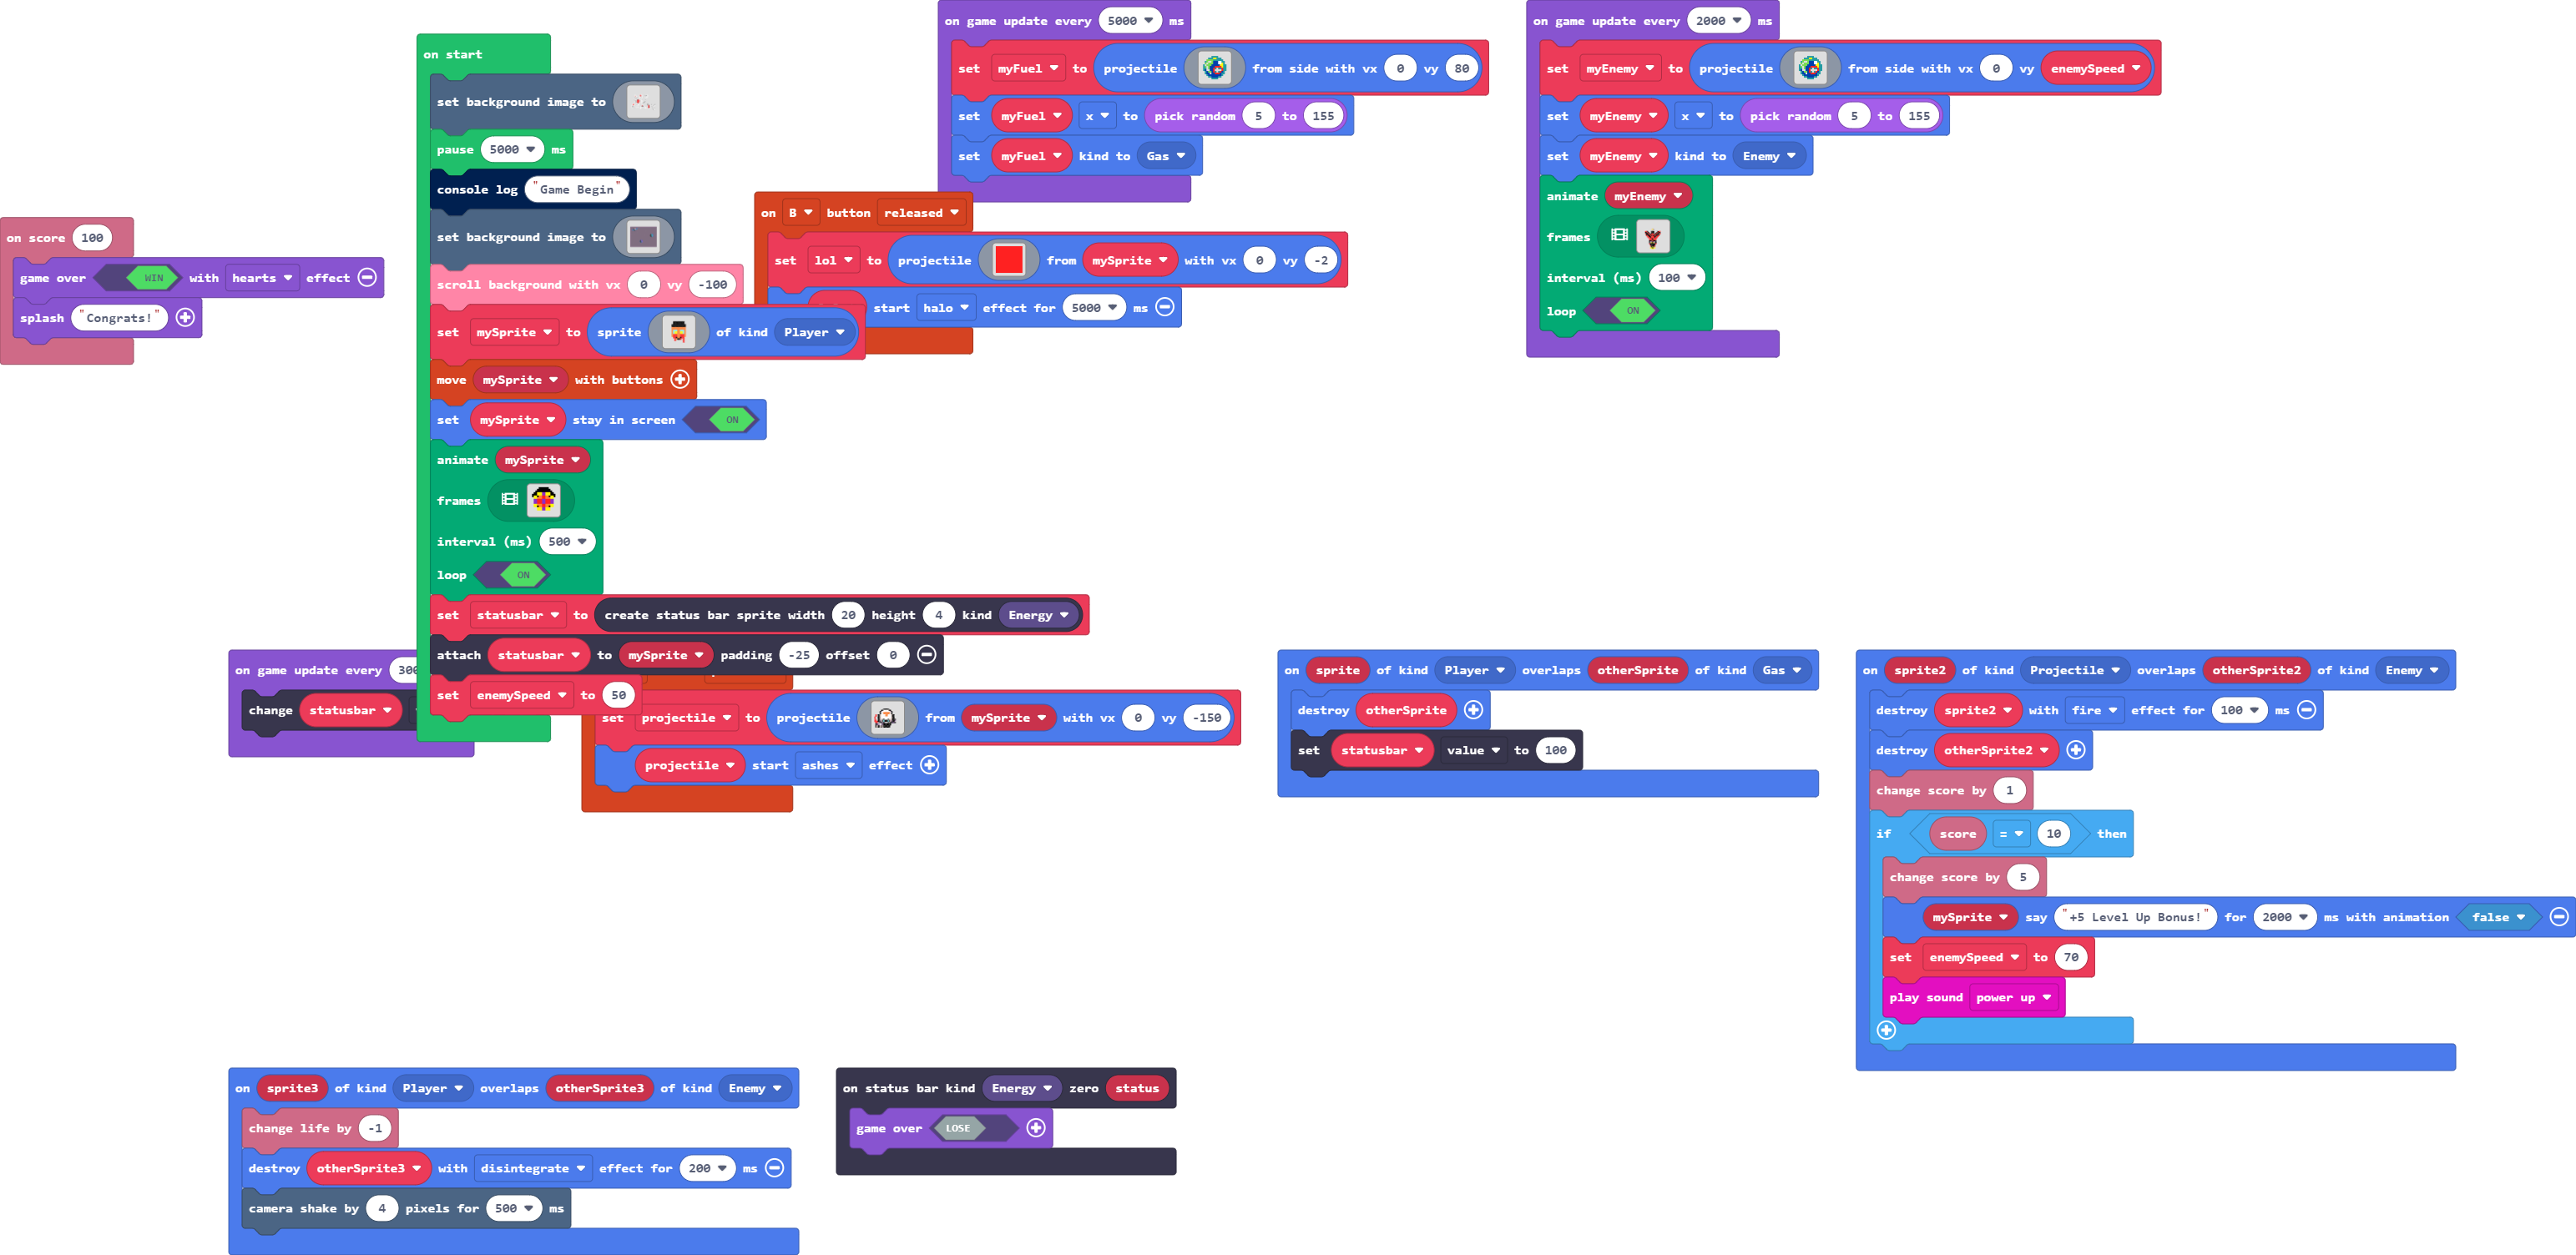 on start
set background image to
pause 5000 ms
console log "Game Begin"
set background image to
scroll background with vx 0 vy -100
set mySprite to sprite of kind Player
move mySprite with buttons
set mySprite stay in screen ON
animate mySprite
frames
interval (ms) 500
loop ON
set statusbar to create status bar sprite width 20 height 4 kind Energy
attach statusbar to mySprite padding -25 offset 0
set enemySpeed to 50
on score 100
game over WIN with hearts effect
splash "Congrats!"
on game update every 5000 ms
set myFuel to projectile from side with vx 0 vy 80
set myFuel x to pick random 5 to 155
set myFuel kind to Gas
on B button released
set lol to projectile from mySprite with vx 0 vy -2
start halo effect for 5000 ms
on game update every 2000 ms
set myEnemy to projectile from side with vx 0 vy enemySpeed
set myEnemy x to pick random 5 to 155
set myEnemy kind to Enemy
animate myEnemy
frames
interval (ms) 100
loop ON
on game update every 300
change statusbar
set projectile to projectile from mySprite with vx 0 vy -150
projectile start ashes effect
on sprite of kind Player overlaps otherSprite of kind Gas
destroy otherSprite
set statusbar value to 100
on sprite2 of kind Projectile overlaps otherSprite2 of kind Enemy
destroy sprite2 with fire effect for 100 ms
destroy otherSprite2
change score by 1
if score = 10 then
change score by 5
mySprite say "+5 Level Up Bonus!" for 2000 ms with animation false
set enemySpeed to 70
play sound power up
on sprite3 of kind Player overlaps otherSprite3 of kind Enemy
change life by -1
destroy otherSprite3 with disintegrate effect for 200 ms
camera shake by 4 pixels for 500 ms
on status bar kind Energy zero status
game over LOSE